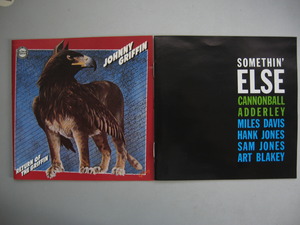 JOHNNY
GRIFFIN
RETURN OF
THE GRIFFIN
SOMETHIN'
ELSE
CANNONBALL
ADDERLEY
MILES DAVIS
HANK JONES
SAM JONES
ART BLAKEY